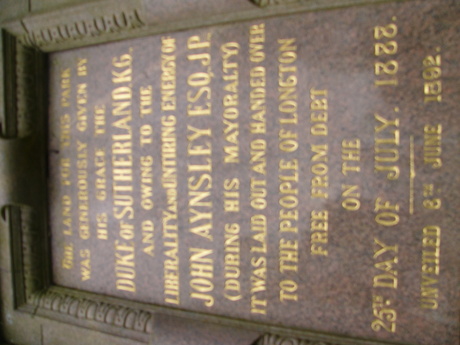 THE LAND FOR THIS PARK
WAS GENEROUSLY GIVEN BY
HIS GRACE THE
DUKE OF SUTHERLAND K.G.
AND OWING TO THE
LIBERALITY AND UNTIRING ENERGY OF
JOHN AYNSLEY ESQ. J.P.
(DURING HIS MAYORALTY)
IT WAS LAID OUT AND HANDED OVER
TO THE PEOPLE OF LONGTON
FREE FROM DEBT
ON THE
25TH DAY OF JULY. 1888.
UNVEILED 8TH JUNE 1892.